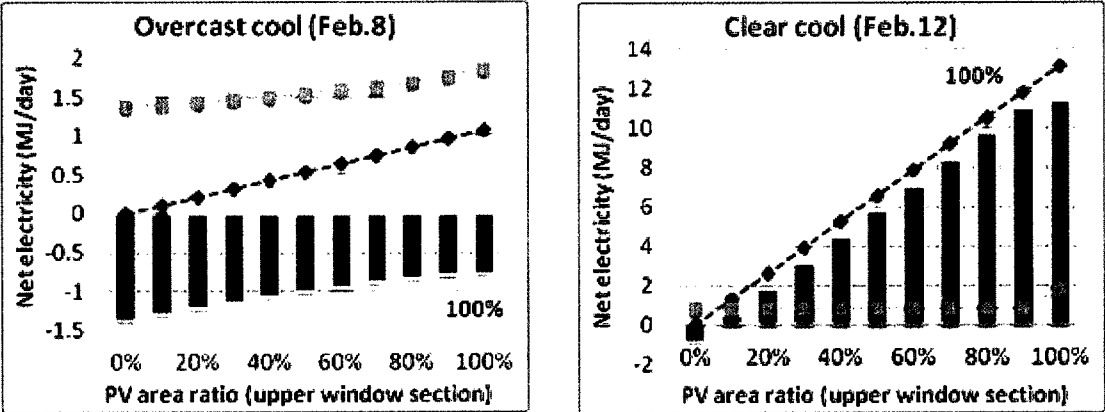 Overcast cool (Feb.8)
Net electricity (MJ/day)
2
1.5
1
0.5
0
-0.5
-1
-1.5
100%
0% 20% 40% 60% 80% 100%
PV area ratio (upper window section)
Clear cool (Feb.12)
Net electricity (MJ/day)
14
12
10
8
6
4
2
0
-2
100%
0% 20% 40% 60% 80% 100%
PV area ratio (upper window section)